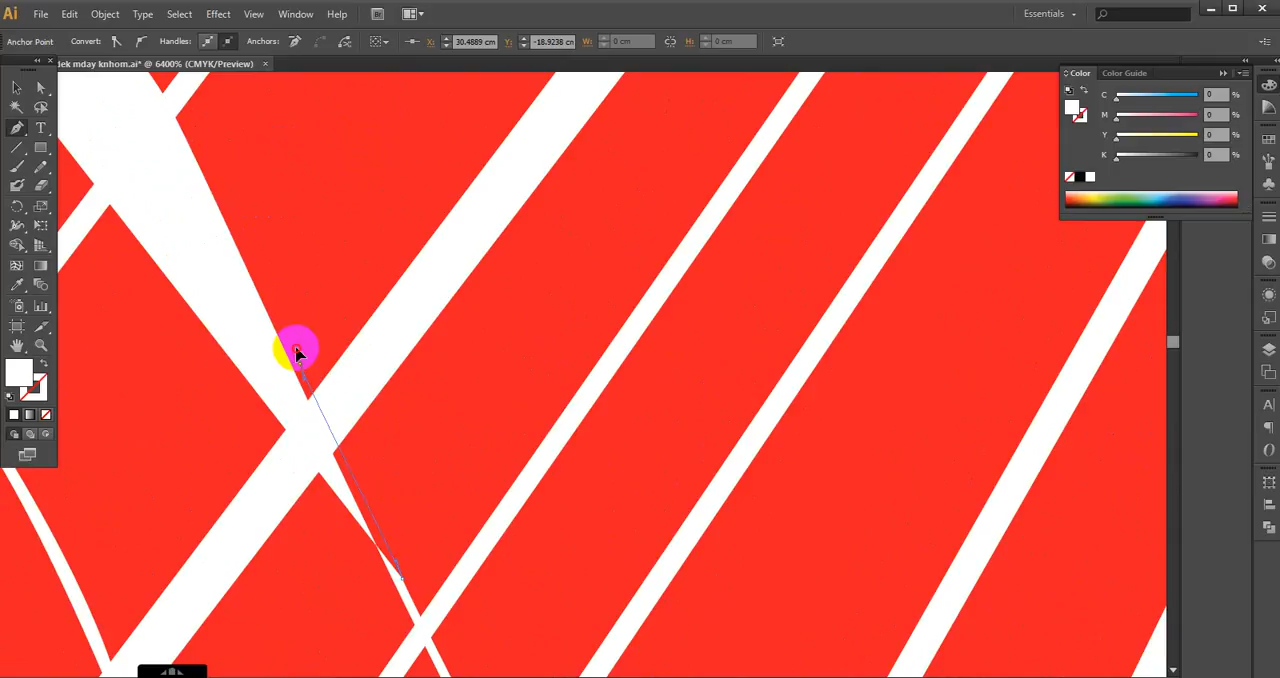 Ai File Edit Object Type Select Effect View Window Help Br Essentials
Anchor Point Convert: Handles: Anchors: X: 30.4889 cm Y: -18.9238 cm W: 0 cm H: 0 cm
dek mday knhom.ai* @ 6400% (CMYK/Preview) ×
Color Color Guide
C 0 %
M 0 %
Y 0 %
K 0 %
T
A
O